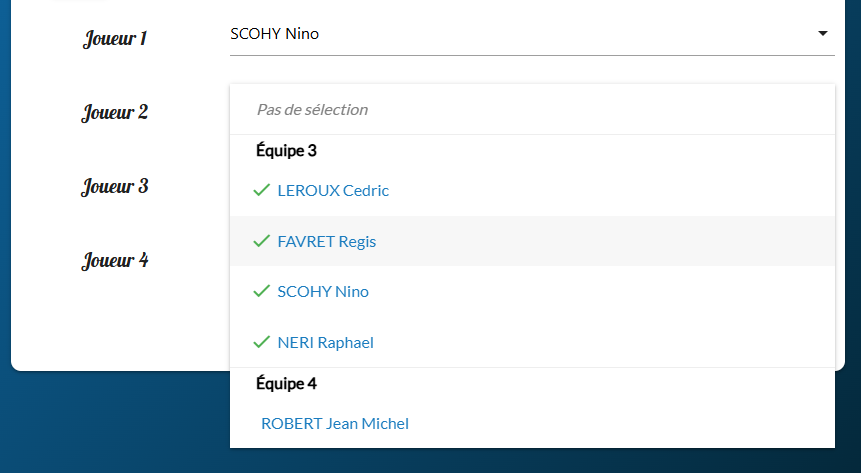 Joueur 1
SCOHY Nino
Joueur 2
Pas de sélection
Équipe 3
Joueur 3
LEROUX Cedric
FAVRET Regis
Joueur 4
SCOHY Nino
NERI Raphael
Équipe 4
ROBERT Jean Michel